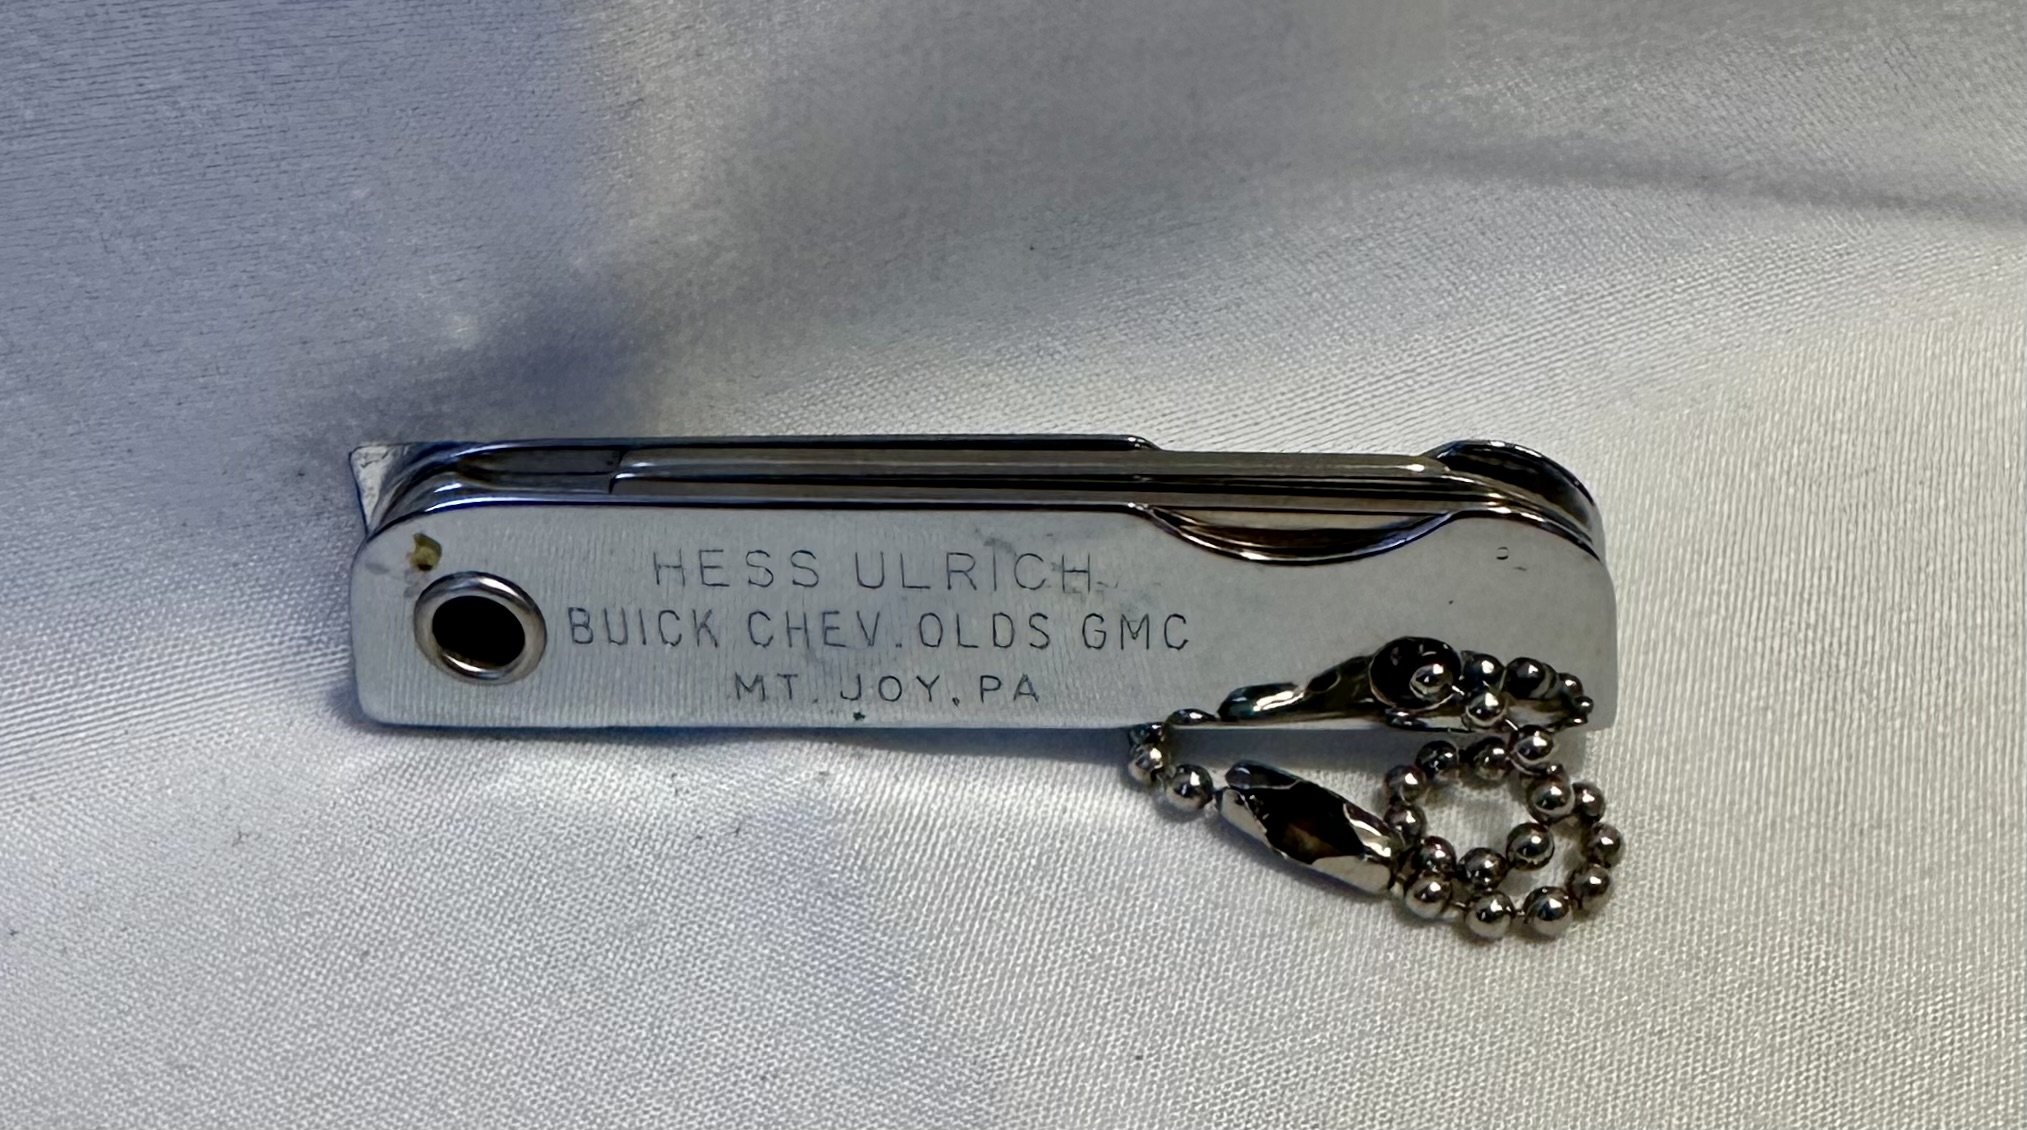 HESS ULRICH
BUICK CHEV. OLDS GMC
MT. JOY, PA